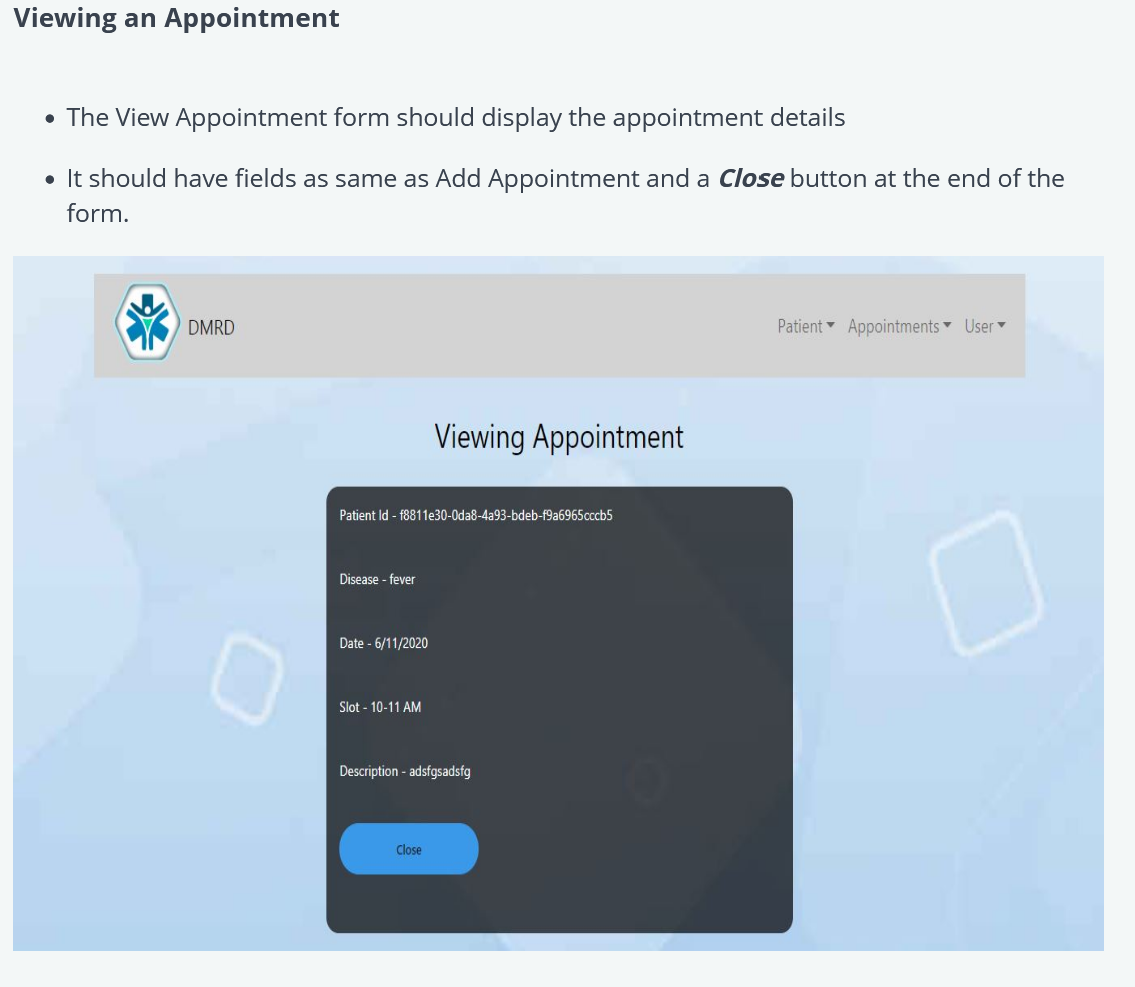 Viewing an Appointment
The View Appointment form should display the appointment details
It should have fields as same as Add Appointment and a Close button at the end of the
form.
DMRD
Patient Appointments User
Viewing Appointment
Patient Id - f8811e30-0da8-4a93-bdeb-f9a6965cccb5
Disease - fever
Date - 6/11/2020
Slot - 10-11 AM
Description - adsfgsadsfg
Close